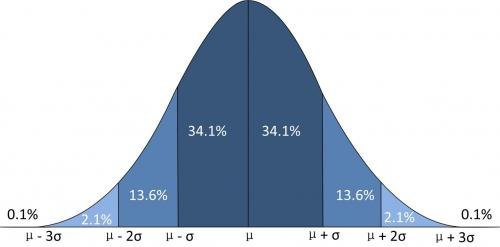 34.1% 34.1%
13.6% 13.6%
0.1% 2.1% 2.1% 0.1%
μ - 3σ μ - 2σ μ - σ μ μ + σ μ + 2σ μ + 3σ